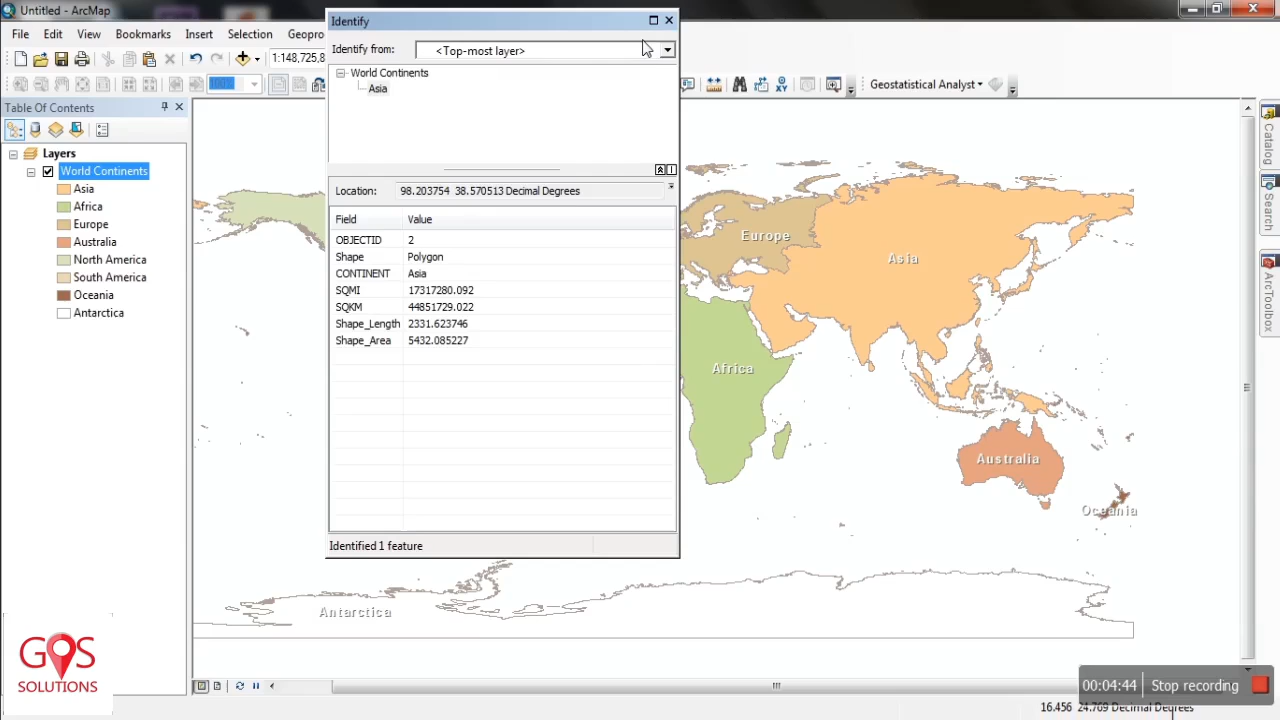 Untitled - ArcMap
File Edit View Bookmarks Insert Selection Geopro
1:148,725,8
100%
Geostatistical Analyst
Table Of Contents
Layers
World Continents
Asia
Africa
Europe
Australia
North America
South America
Oceania
Antarctica
Identify
Identify from: <Top-most layer>
World Continents
Asia
Location: 98.203754 38.570513 Decimal Degrees
Field Value
OBJECTID 2
Shape Polygon
CONTINENT Asia
SQMI 17317280.092
SQKM 44851729.022
Shape_Length 2331.623746
Shape_Area 5432.085227
Identified 1 feature
Europe
Asia
Africa
Australia
Oceania
Antarctica
Catalog
Search
ArcToolbox
GOS
SOLUTIONS
00:04:44 Stop recording
16.456 24.769 Decimal Degrees